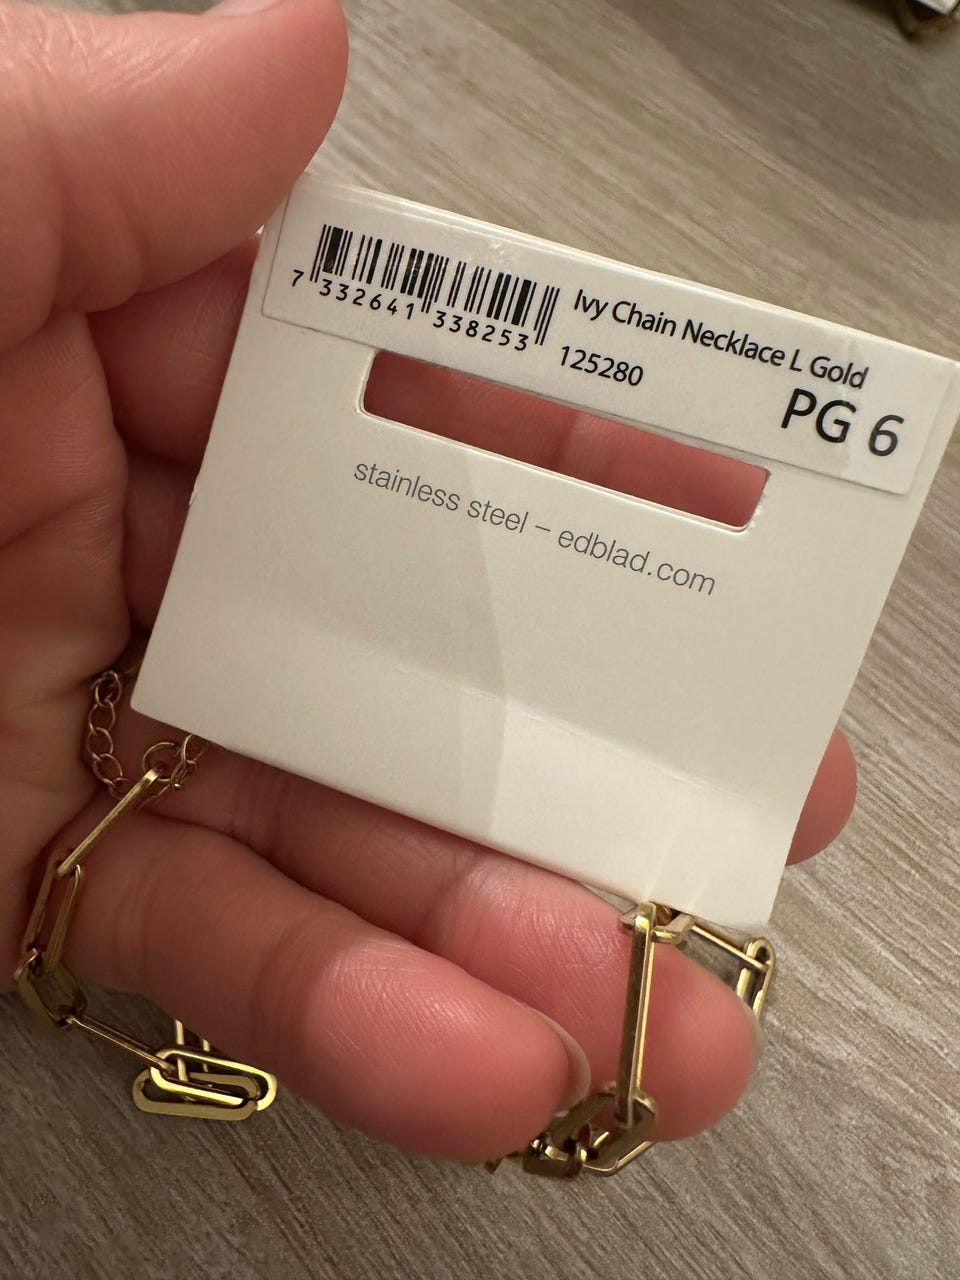 7 332641 338253
Ivy Chain Necklace L Gold
125280
PG 6
stainless steel – edblad.com